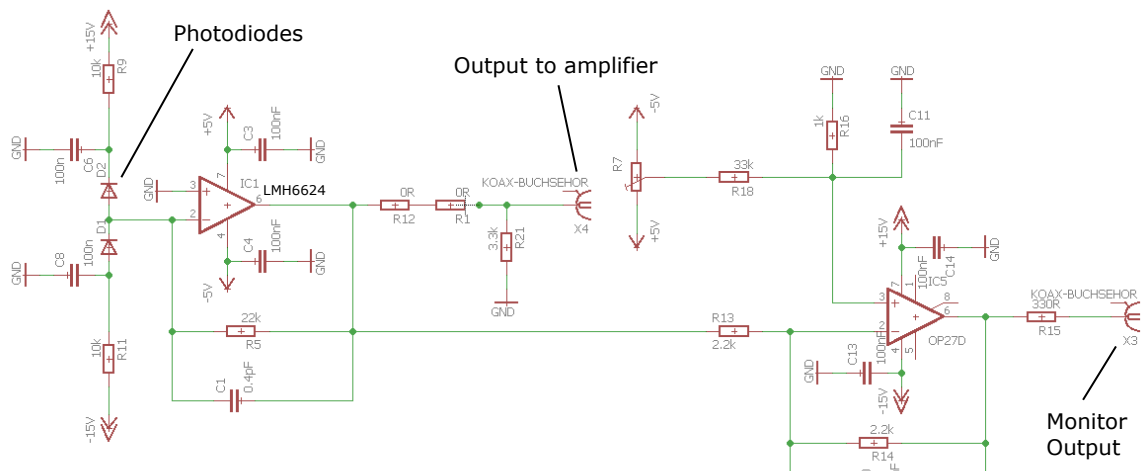 Photodiodes
Output to amplifier
Monitor
Output
+15V
10k
R9
GND
100n
C6
D2
D1
GND
C8
100n
10k
R11
-15V
GND
3
2
7
6
4
+5V
C3
100nF
GND
IC1
LMH6624
C4
100nF
GND
-5V
22k
R5
C1
0.4pF
0R
R12
0R
R1
KOAX-BUCHSEHOR
X4
3.3k
R21
GND
-5V
R7
+5V
33k
R18
GND
1k
R16
GND
C11
100nF
R13
2.2k
+15V
C14
100nF
GND
IC5
7
1
3
2
8
6
4
5
OP27D
GND
C13
100nF
-15V
KOAX-BUCHSEHOR
330R
R15
X3
2.2k
R14